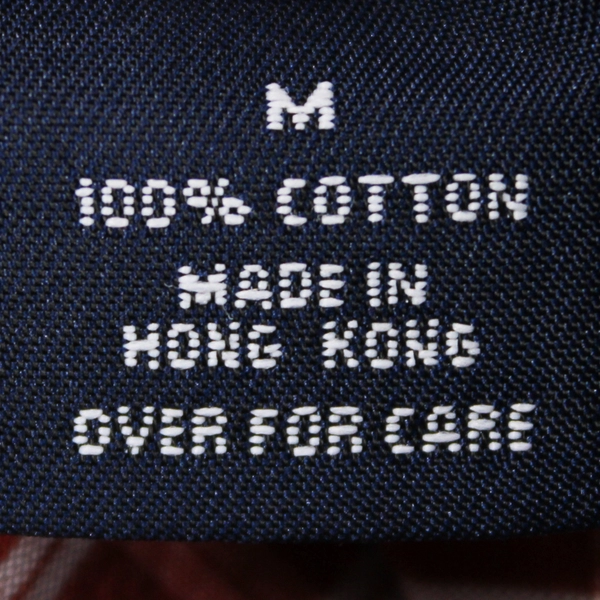 M
100% COTTON
MADE IN
HONG KONG
OVER FOR CARE